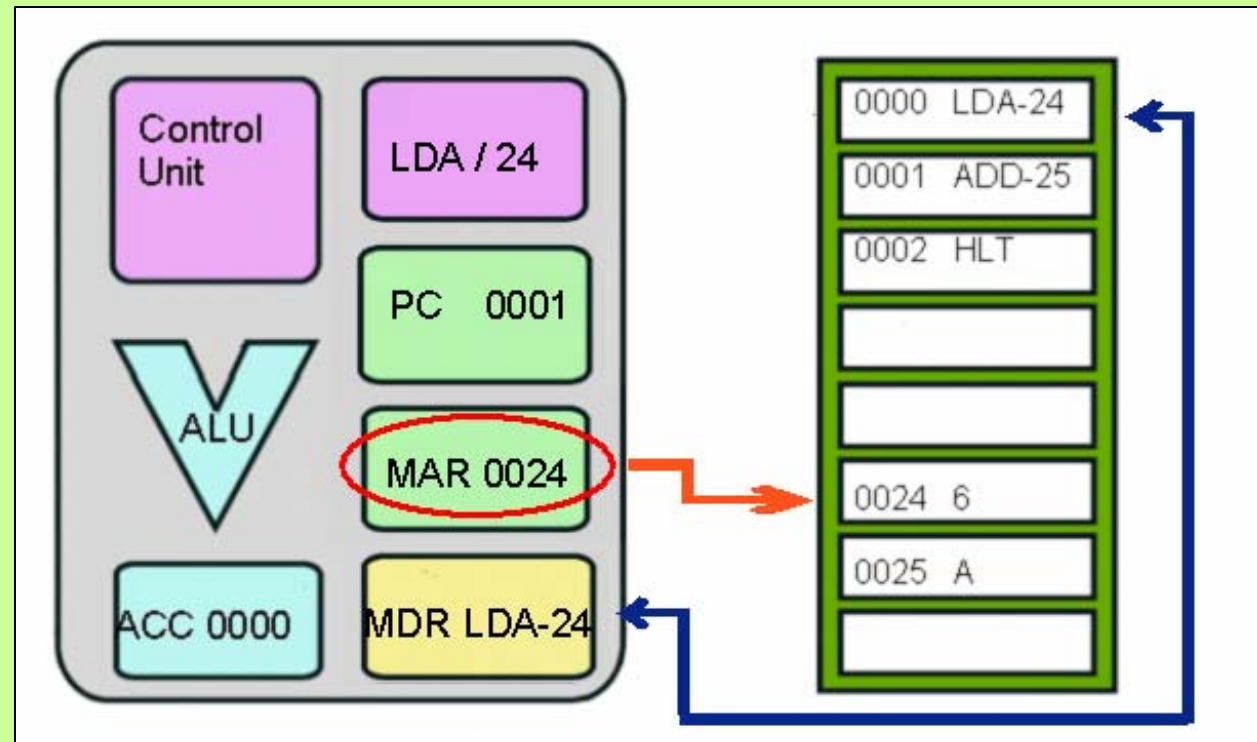 Control
Unit
LDA / 24
PC 0001
ALU
MAR 0024
ACC 0000
MDR LDA-24
0000 LDA-24
0001 ADD-25
0002 HLT
0024 6
0025 A